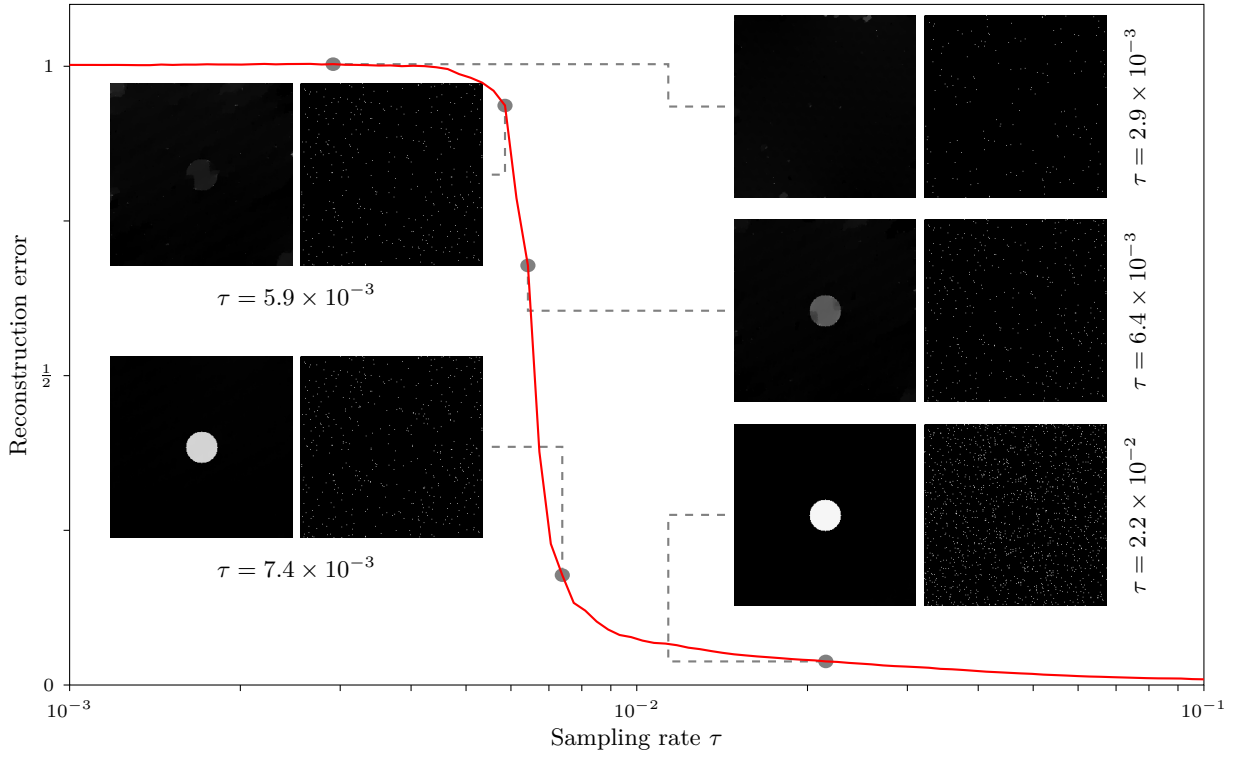 τ = 2.9 × 10⁻³
1
τ = 5.9 × 10⁻³
τ = 6.4 × 10⁻³
Reconstruction error
½
τ = 7.4 × 10⁻³
τ = 2.2 × 10⁻²
0
10⁻³
10⁻²
10⁻¹
Sampling rate τ